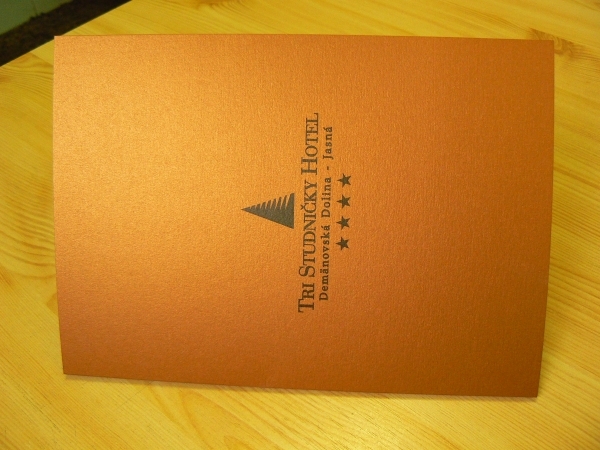 TRI STUDNIČKY HOTEL
Demänovská Dolina - Jasná
★ ★ ★ ★